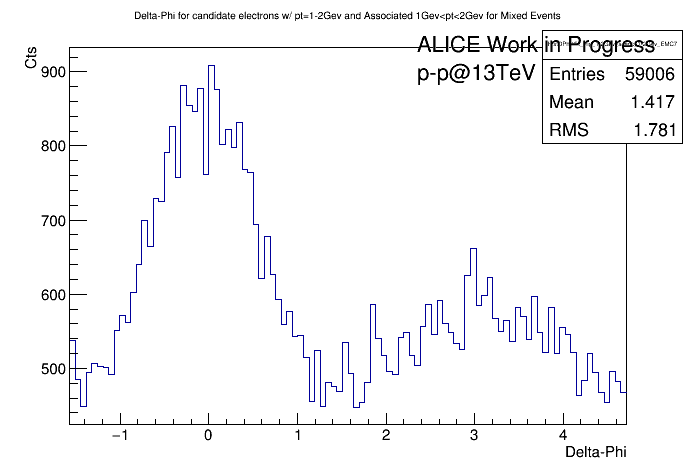 Delta-Phi for candidate electrons w/ pt=1-2Gev and Associated 1Gev<pt<2Gev for Mixed Events
Cts
ALICE Work in Progress
p-p@13TeV
Entries 59006
Mean 1.417
RMS 1.781
900
800
700
600
500
−1 0 1 2 3 4
Delta-Phi